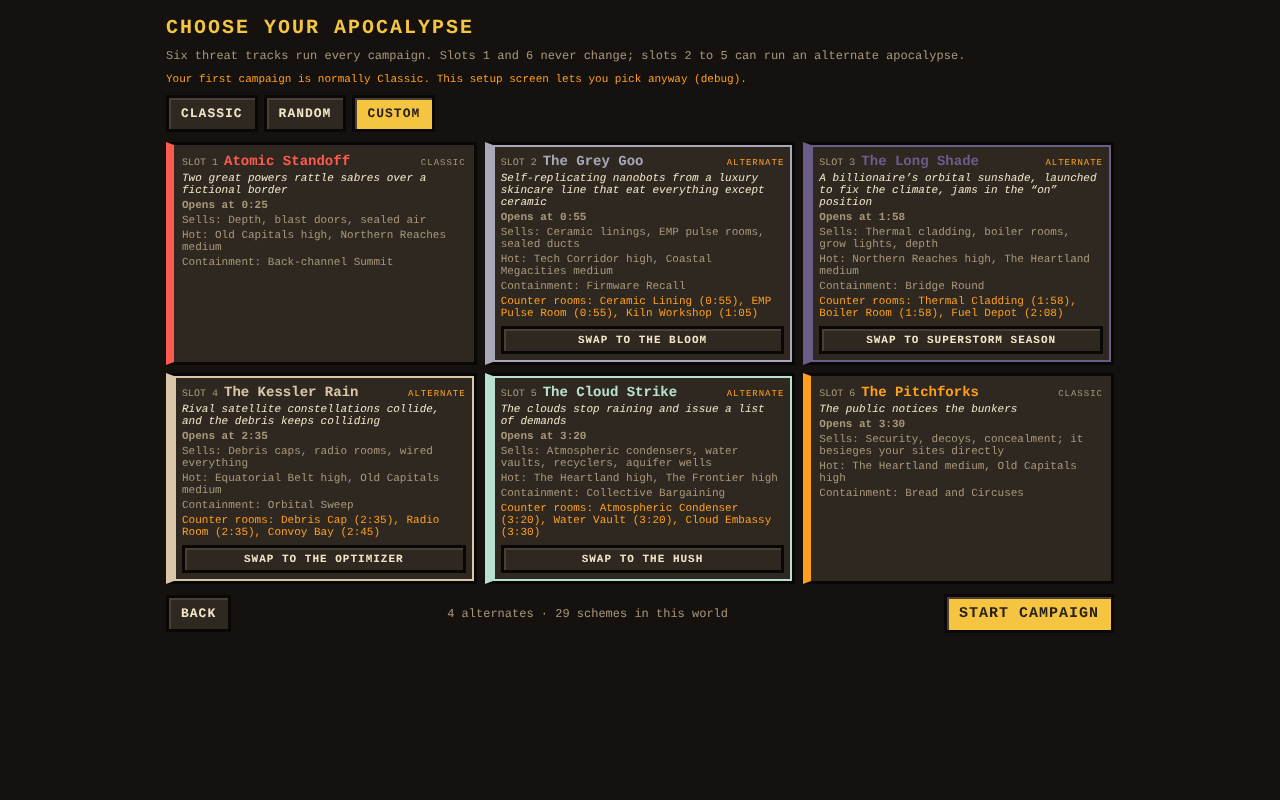 CHOOSE YOUR APOCALYPSE
Six threat tracks run every campaign. Slots 1 and 6 never change; slots 2 to 5 can run an alternate apocalypse.
Your first campaign is normally Classic. This setup screen lets you pick anyway (debug).
CLASSIC
RANDOM
CUSTOM
SLOT 1 Atomic Standoff CLASSIC
Two great powers rattle sabres over a
fictional border
Opens at 0:25
Sells: Depth, blast doors, sealed air
Hot: Old Capitals high, Northern Reaches
medium
Containment: Back-channel Summit
SLOT 2 The Grey Goo ALTERNATE
Self-replicating nanobots from a luxury
skincare line that eat everything except
ceramic
Opens at 0:55
Sells: Ceramic linings, EMP pulse rooms,
sealed ducts
Hot: Tech Corridor high, Coastal
Megacities medium
Containment: Firmware Recall
Counter rooms: Ceramic Lining (0:55), EMP
Pulse Room (0:55), Kiln Workshop (1:05)
SWAP TO THE BLOOM
SLOT 3 The Long Shade ALTERNATE
A billionaire’s orbital sunshade, launched
to fix the climate, jams in the “on”
position
Opens at 1:58
Sells: Thermal cladding, boiler rooms,
grow lights, depth
Hot: Northern Reaches high, The Heartland
medium
Containment: Bridge Round
Counter rooms: Thermal Cladding (1:58),
Boiler Room (1:58), Fuel Depot (2:08)
SWAP TO SUPERSTORM SEASON
SLOT 4 The Kessler Rain ALTERNATE
Rival satellite constellations collide,
and the debris keeps colliding
Opens at 2:35
Sells: Debris caps, radio rooms, wired
everything
Hot: Equatorial Belt high, Old Capitals
medium
Containment: Orbital Sweep
Counter rooms: Debris Cap (2:35), Radio
Room (2:35), Convoy Bay (2:45)
SWAP TO THE OPTIMIZER
SLOT 5 The Cloud Strike ALTERNATE
The clouds stop raining and issue a list
of demands
Opens at 3:20
Sells: Atmospheric condensers, water
vaults, recyclers, aquifer wells
Hot: The Heartland high, The Frontier high
Containment: Collective Bargaining
Counter rooms: Atmospheric Condenser
(3:20), Water Vault (3:20), Cloud Embassy
(3:30)
SWAP TO THE HUSH
SLOT 6 The Pitchforks CLASSIC
The public notices the bunkers
Opens at 3:30
Sells: Security, decoys, concealment; it
besieges your sites directly
Hot: The Heartland medium, Old Capitals
high
Containment: Bread and Circuses
BACK
4 alternates · 29 schemes in this world
START CAMPAIGN